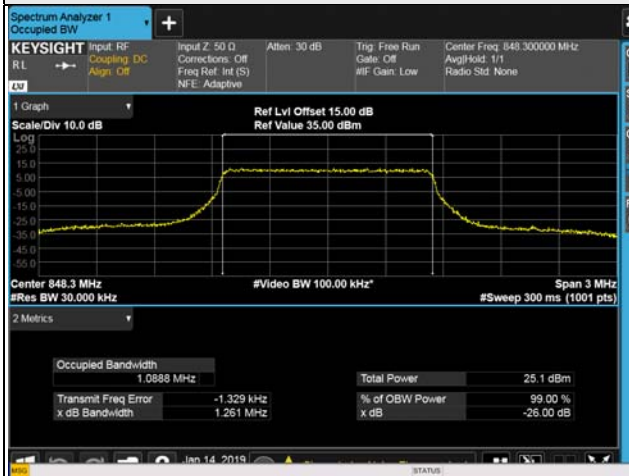 Spectrum Analyzer 1
Occupied BW
+
KEYSIGHT
RL
LXI
Input: RF
Coupling: DC
Align: Off
Input Z: 50 Ω
Corrections: Off
Freq Ref: Int (S)
NFE: Adaptive
Atten: 30 dB
Trig: Free Run
Gate: Off
#IF Gain: Low
Center Freq: 848.300000 MHz
Avg|Hold: 1/1
Radio Std: None
1 Graph
Scale/Div 10.0 dB
Ref Lvl Offset 15.00 dB
Ref Value 35.00 dBm
Log
25.0
15.0
5.00
-5.00
-15.0
-25.0
-35.0
-45.0
-55.0
Center 848.3 MHz
#Res BW 30.000 kHz
#Video BW 100.00 kHz*
Span 3 MHz
#Sweep 300 ms (1001 pts)
2 Metrics
Occupied Bandwidth
1.0888 MHz
Transmit Freq Error -1.329 kHz
x dB Bandwidth 1.261 MHz
Total Power 25.1 dBm
% of OBW Power 99.00 %
x dB -26.00 dB
Jan 14, 2019
MSG
STATUS